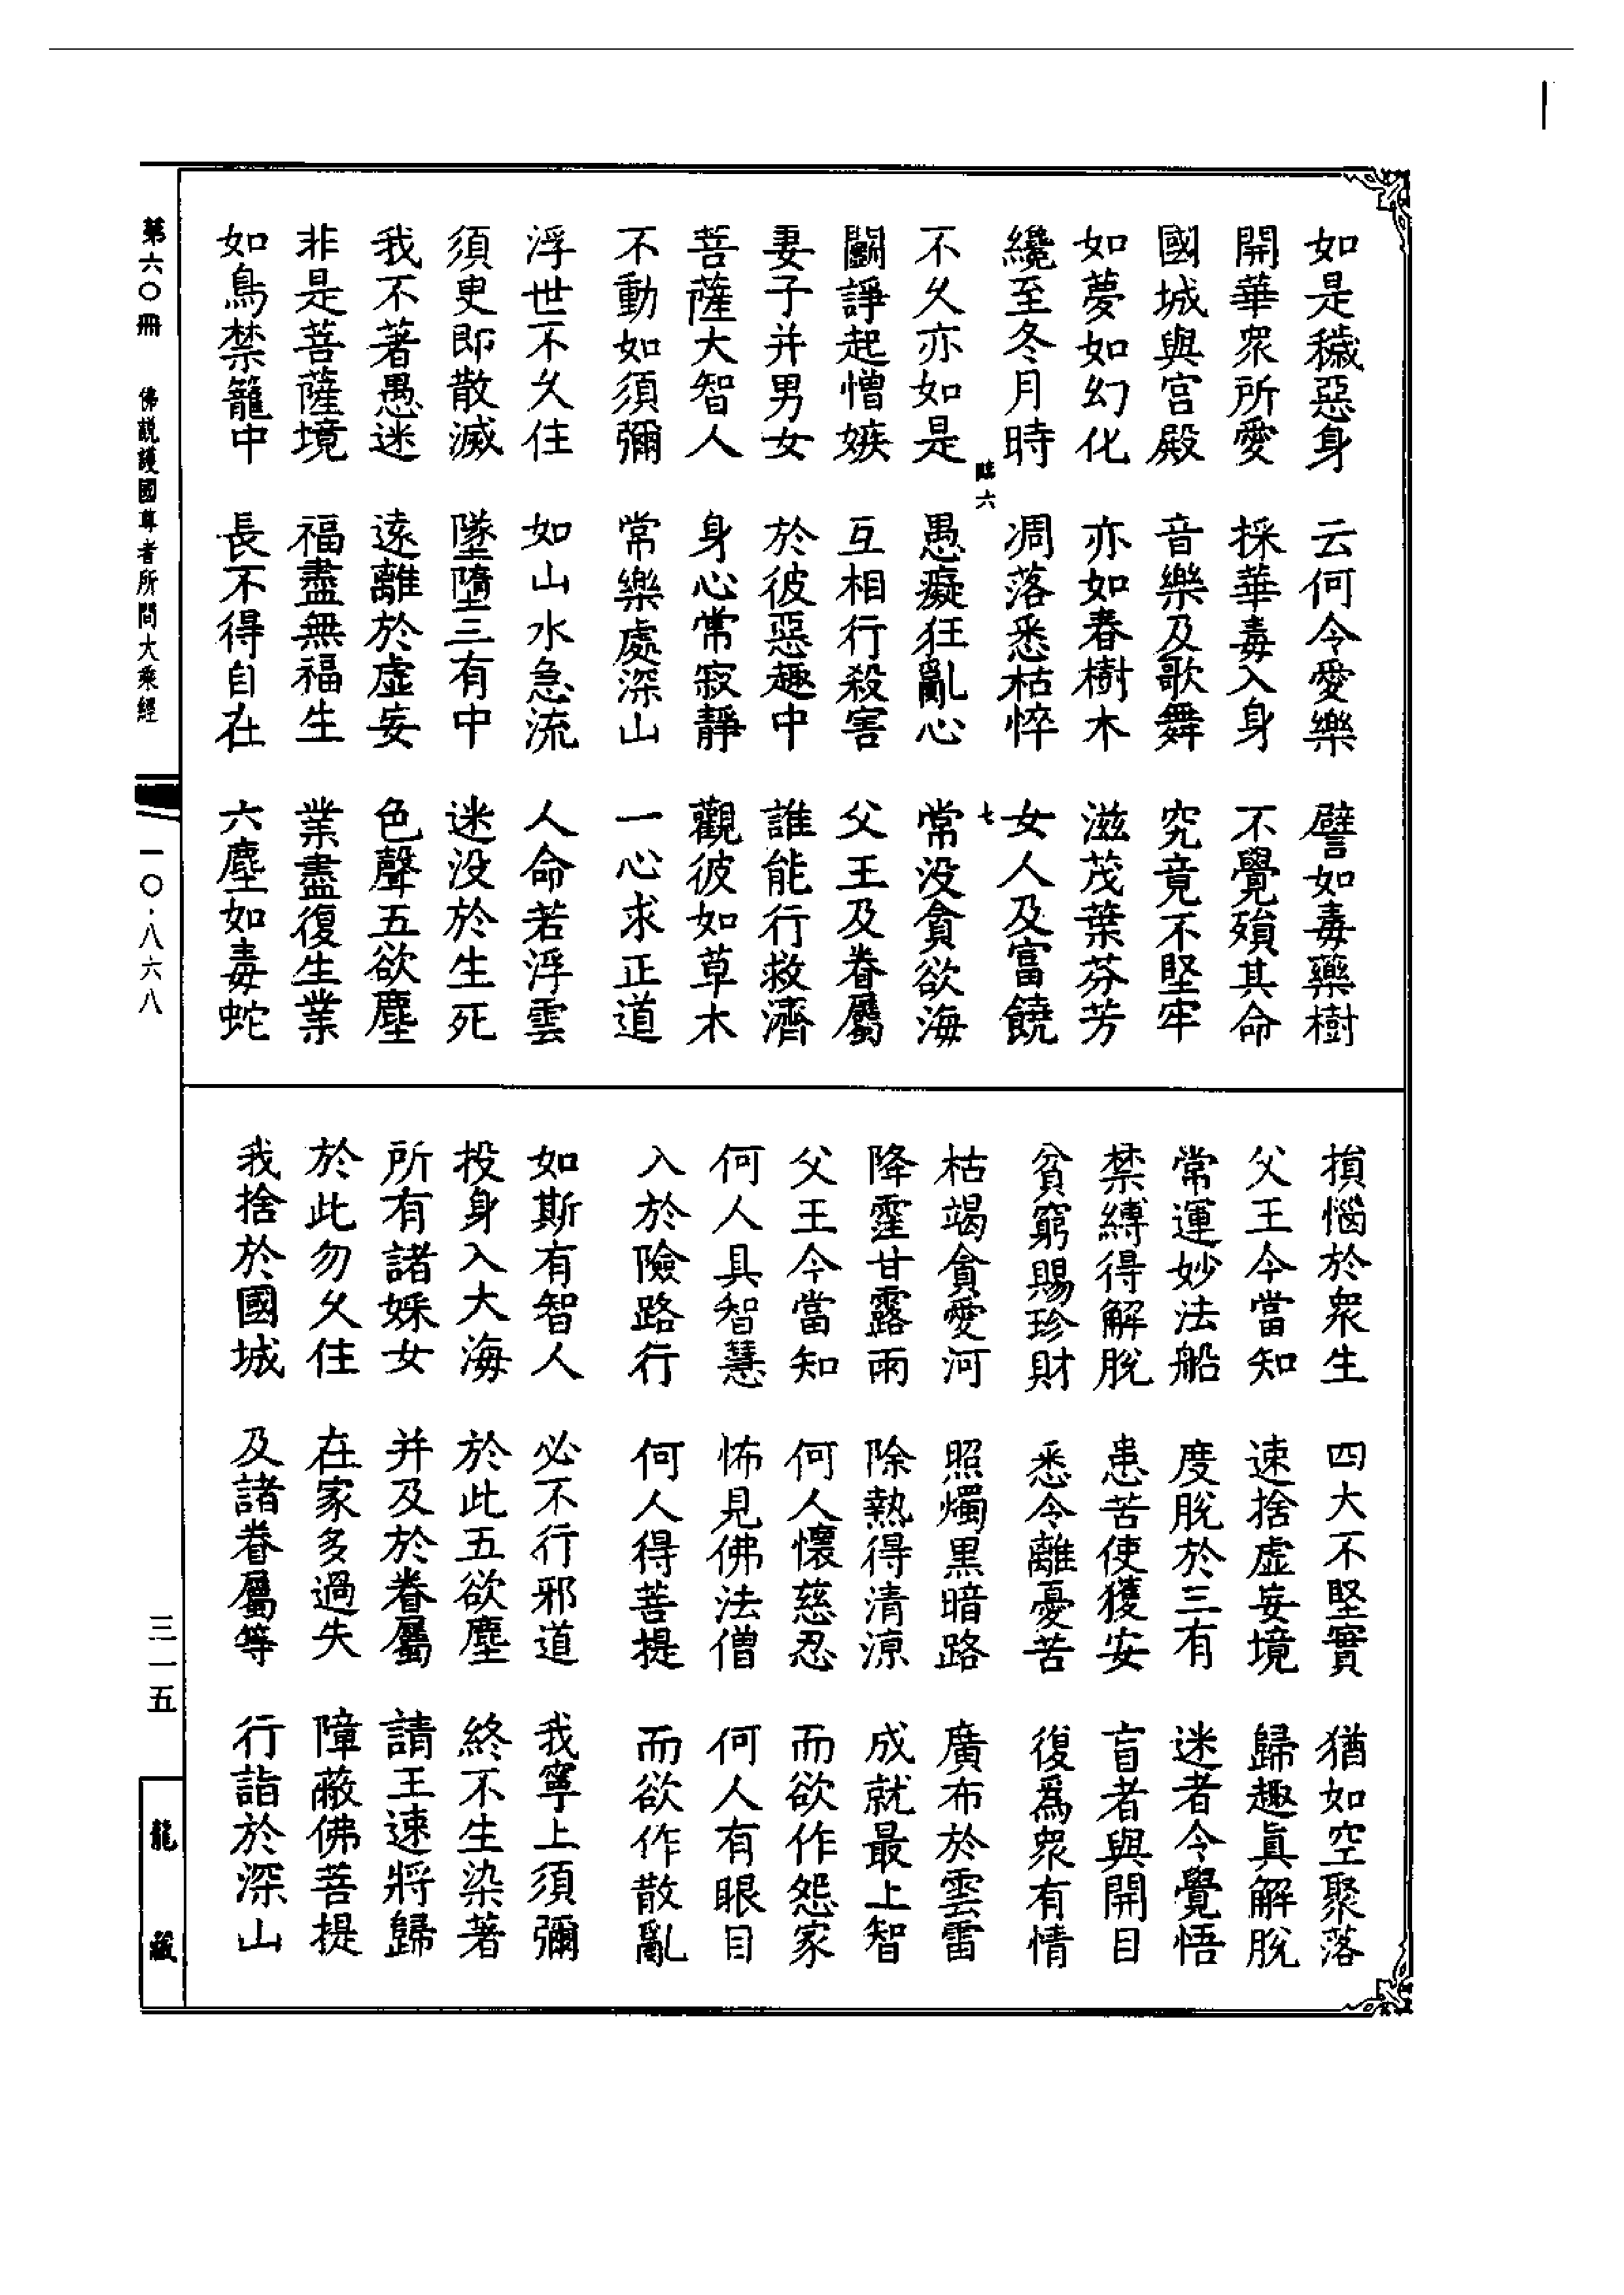 如是穢惡身　云何令愛樂　譬如毒藥樹
開華衆所愛　採華毒入身　不覺殞其命
國城與宫殿　音樂及歌舞　究竟不堅牢
如夢如幻化　亦如春樹木　滋茂葉芬芳
纔至冬月時　凋落悉枯悴　女人及富饒
六　七
不久亦如是　愚癡狂亂心　常没貪欲海
鬭諍起憎嫉　互相行殺害　父王及眷屬
妻子并男女　於彼惡趣中　誰能行救濟
菩薩大智人　身心常寂靜　觀彼如草木
不動如須彌　常樂處深山　一心求正道
浮世不久住　如山水急流　人命若浮雲
須臾即散滅　墜墮三有中　迷没於生死
我不著愚迷　遠離於虚妄　色聲五欲塵
非是菩薩境　福盡無福生　業盡復生業
如鳥禁籠中　長不得自在　六塵如毒蛇
損惱於衆生　四大不堅實　猶如空聚落
父王今當知　速捨虚妄境　歸趣眞解脫
常運妙法船　度脫於三有　迷者令覺悟
禁縛得解脫　患苦使獲安　盲者與開目
貧窮賜珍財　悉令離憂苦　復爲衆有情
枯竭貪愛河　照燭黑暗路　廣布於雲雷
降霔甘露雨　除熱得清涼　成就最上智
父王今當知　何人懷慈忍　而欲作怨家
何人具智慧　怖見佛法僧　何人有眼目
入於險路行　何人得菩提　而欲作散亂
如斯有智人　必不行邪道　我寧上須彌
投身入大海　於此五欲塵　終不生染著
所有諸婇女　并及於眷屬　請王速將歸
於此勿久住　在家多過失　障蔽佛菩提
我捨於國城　及諸眷屬等　行詣於深山
第六〇冊　佛說護國尊者所問大乘經　一〇·八六八　三一五　龍藏